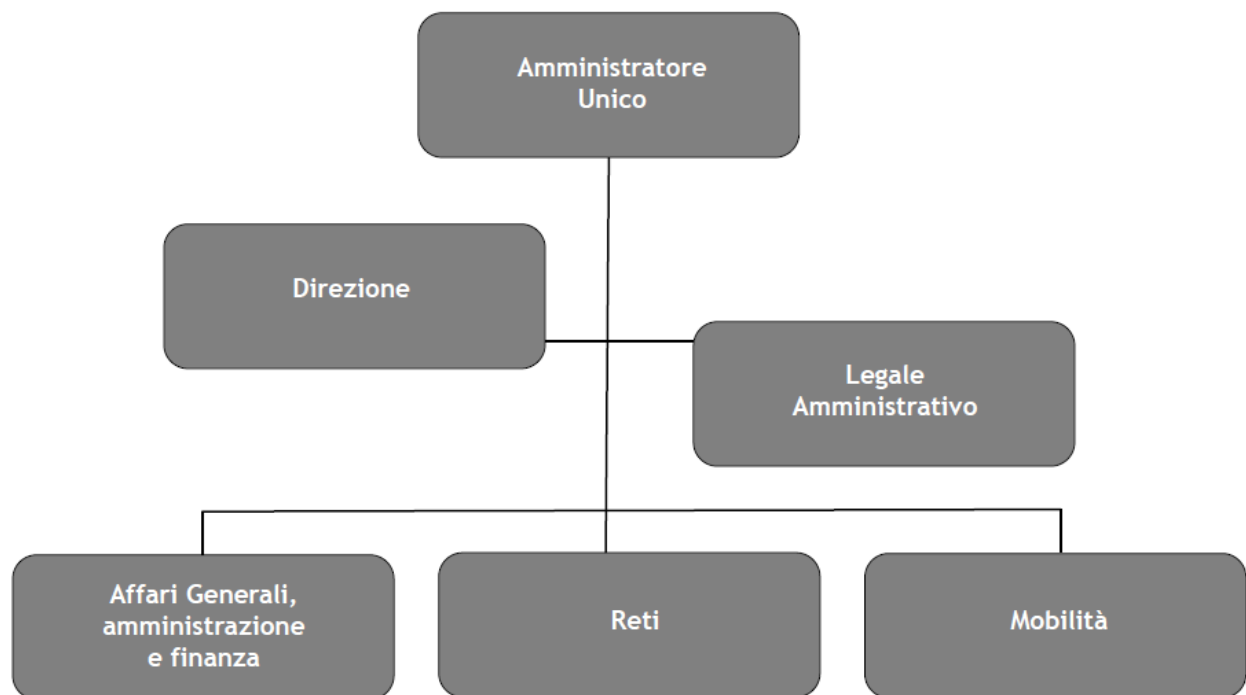 Amministratore
Unico
Direzione
Legale
Amministrativo
Affari Generali,
amministrazione
e finanza
Reti
Mobilità